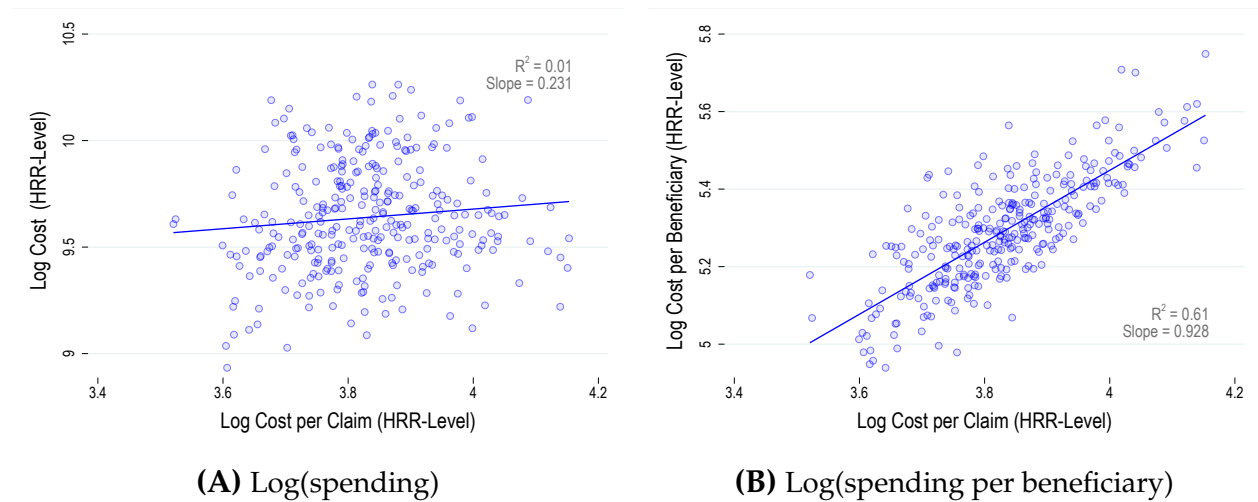 10.5
10
9.5
9
Log Cost (HRR-Level)
R² = 0.01
Slope = 0.231
3.4 3.6 3.8 4 4.2
Log Cost per Claim (HRR-Level)
(A) Log(spending)
5.8
5.6
5.4
5.2
5
Log Cost per Beneficiary (HRR-Level)
R² = 0.61
Slope = 0.928
3.4 3.6 3.8 4 4.2
Log Cost per Claim (HRR-Level)
(B) Log(spending per beneficiary)